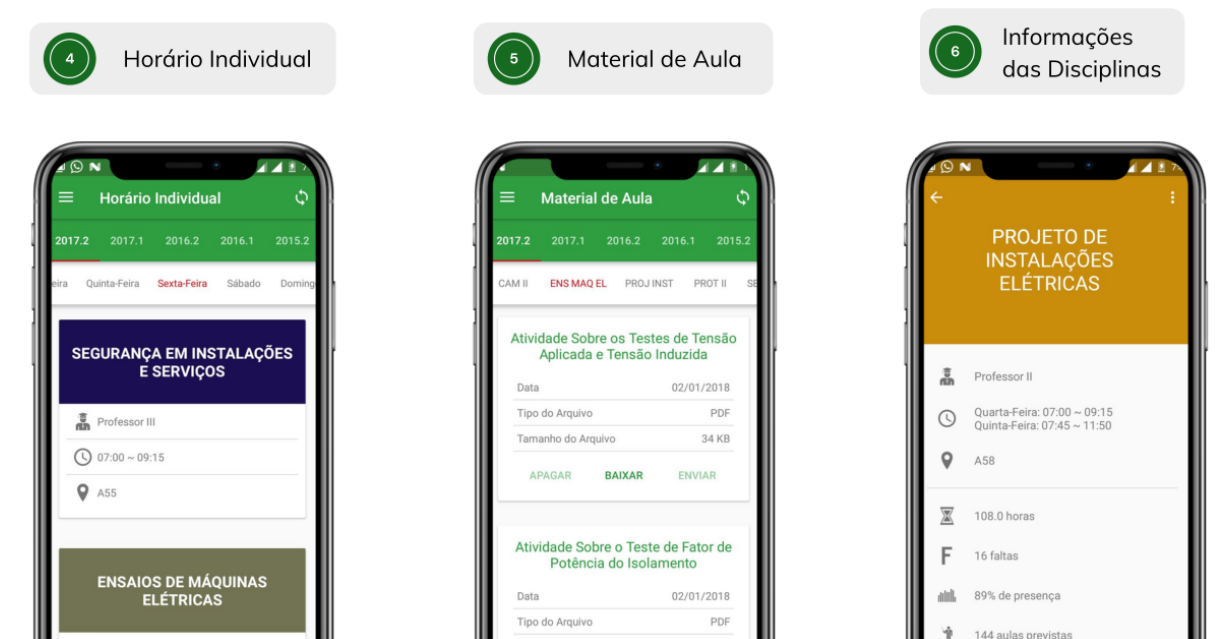 4
Horário Individual
5
Material de Aula
6
Informações
das Disciplinas
Horário Individual
2017.2 2017.1 2016.2 2016.1 2015.2
eira Quinta-Feira Sexta-Feira Sábado Doming
SEGURANÇA EM INSTALAÇÕES
E SERVIÇOS
Professor III
07:00 ~ 09:15
A55
ENSAIOS DE MÁQUINAS
ELÉTRICAS
Material de Aula
2017.2 2017.1 2016.2 2016.1 2015.2
CAM II ENS MAQ EL PROJ INST PROT II SE
Atividade Sobre os Testes de Tensão
Aplicada e Tensão Induzida
Data 02/01/2018
Tipo do Arquivo PDF
Tamanho do Arquivo 34 KB
APAGAR BAIXAR ENVIAR
Atividade Sobre o Teste de Fator de
Potência do Isolamento
Data 02/01/2018
Tipo do Arquivo PDF
PROJETO DE
INSTALAÇÕES
ELÉTRICAS
Professor II
Quarta-Feira: 07:00 ~ 09:15
Quinta-Feira: 07:45 ~ 11:50
A58
108.0 horas
F 16 faltas
89% de presença
144 aulas previstas